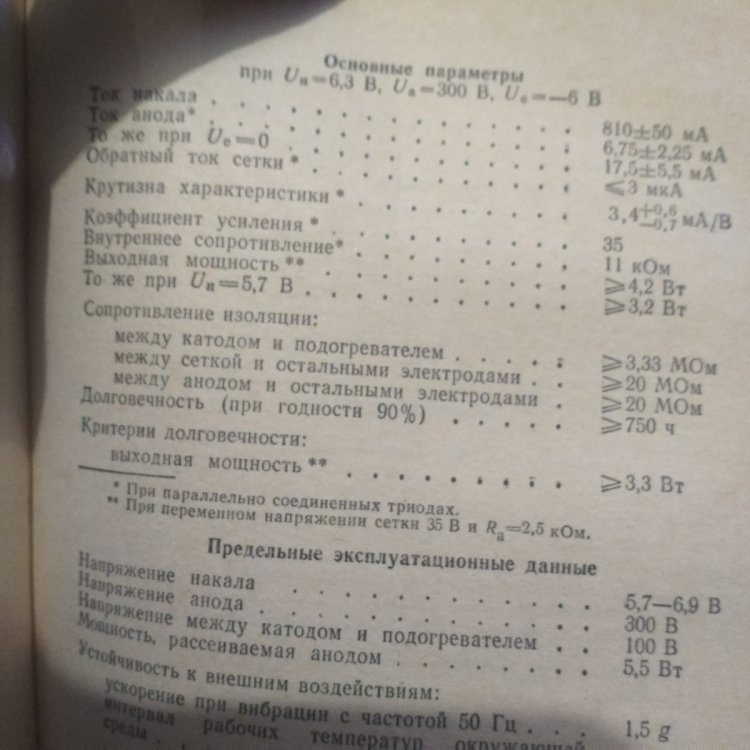 Основные параметры
при Uн=6,3 В, Uа=300 В, Uс=—6 В
Ток накала . . . . . . . . . . . 810±50 мА
Ток анода* . . . . . . . . . . . 6,75±2,25 мА
То же при Uс=0 . . . . . . . . . 17,5±5,5 мА
Обратный ток сетки * . . . . . . . ⩽3 мкА
Крутизна характеристики * . . . . . . 3,4+0,6−0,7 мА/В
Коэффициент усиления * . . . . . . . 35
Внутреннее сопротивление* . . . . . . 11 кОм
Выходная мощность ** . . . . . . . . ⩾4,2 Вт
То же при Uн=5,7 В . . . . . . . . ⩾3,2 Вт
Сопротивление изоляции:
между катодом и подогревателем . . . . ⩾3,33 МОм
между сеткой и остальными электродами . . ⩾20 МОм
между анодом и остальными электродами . ⩾20 МОм
Долговечность (при годности 90%) . . . . . ⩾750 ч
Критерии долговечности:
выходная мощность ** . . . . . . . . ⩾3,3 Вт
* При параллельно соединенных триодах.
** При переменном напряжении сетки 35 В и Rа=2,5 кОм.
Предельные эксплуатационные данные
Напряжение накала . . . . . . . . . 5,7—6,9 В
Напряжение анода . . . . . . . . . . 300 В
Напряжение между катодом и подогревателем . . 100 В
Мощность, рассеиваемая анодом . . . . . . 5,5 Вт
Устойчивость к внешним воздействиям:
ускорение при вибрации с частотой 50 Гц . . . 1,5 g
интервал рабочих температур окружающей
среды .